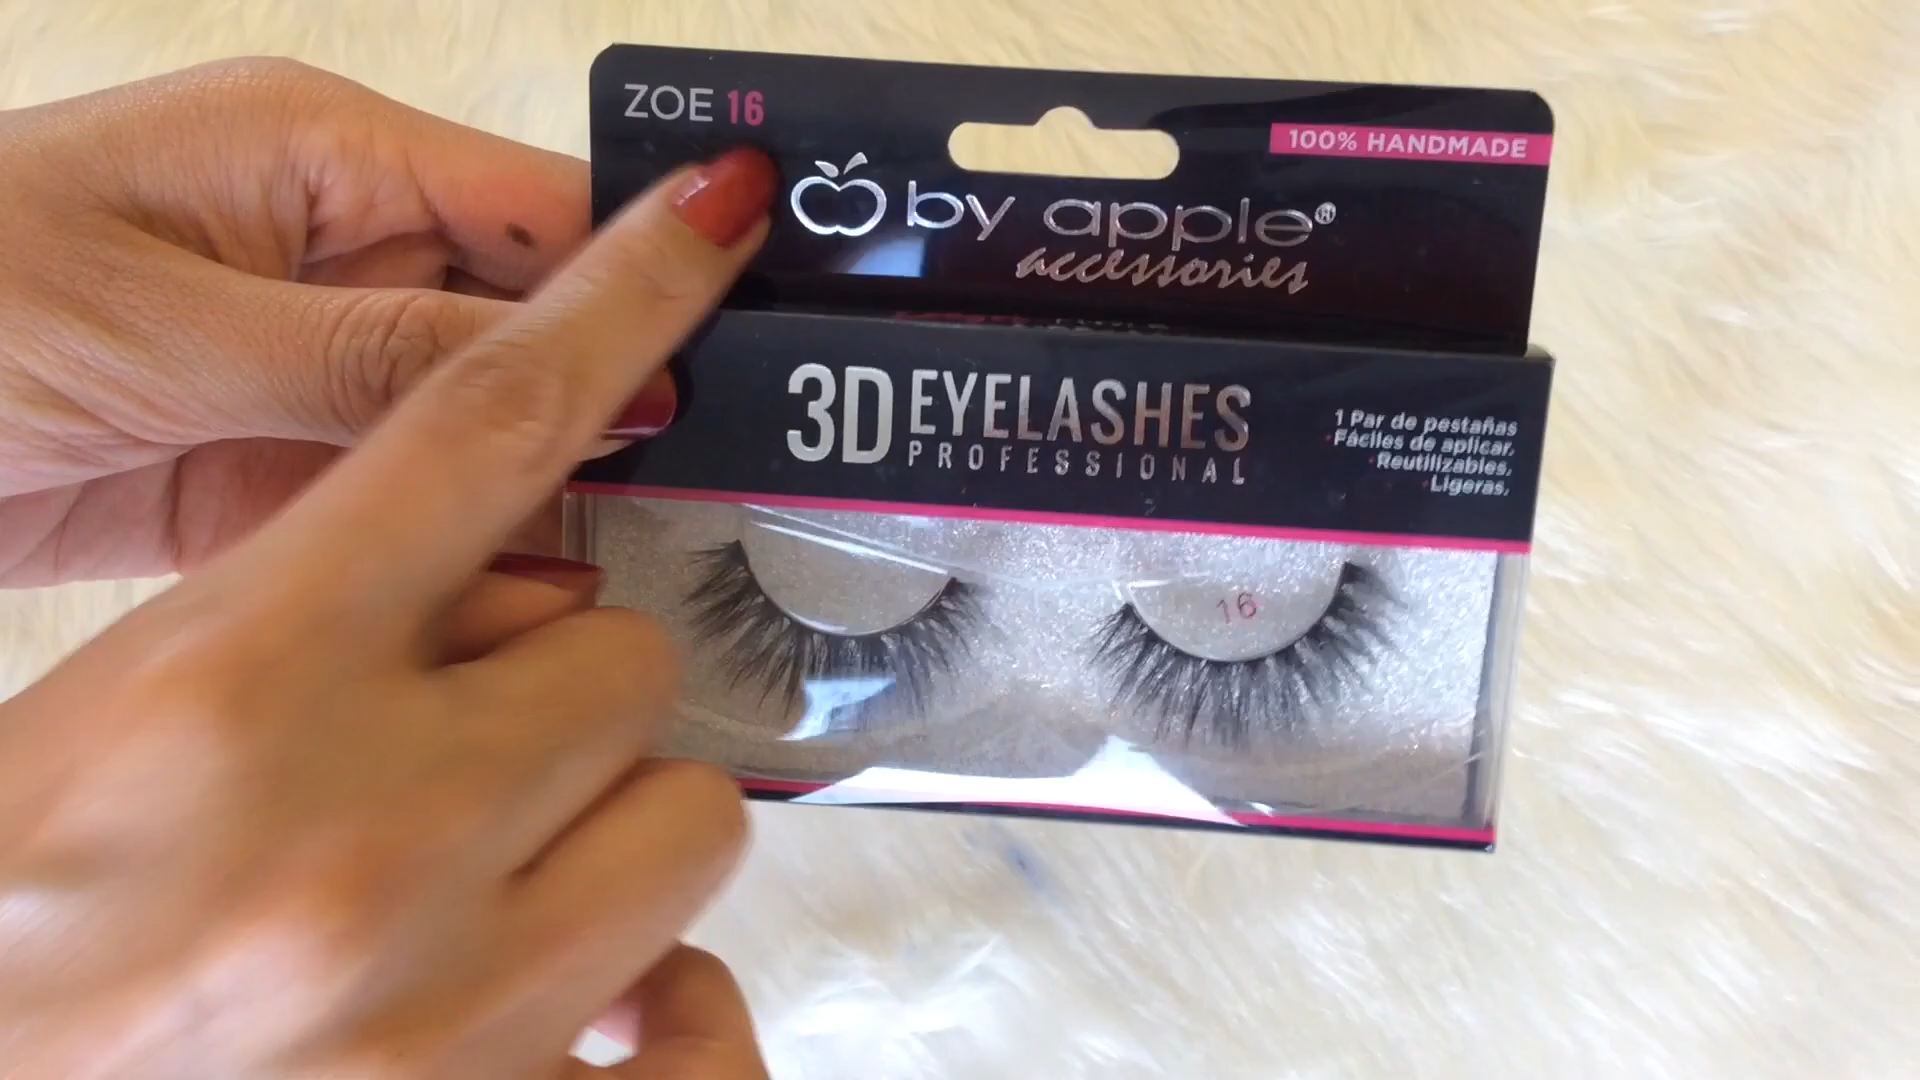 ZOE 16
100% HANDMADE
by apple®
accessories
3D EYELASHES
PROFESSIONAL
1 Par de pestañas
·Fáciles de aplicar.
·Reutilizables.
·Ligeras.
16